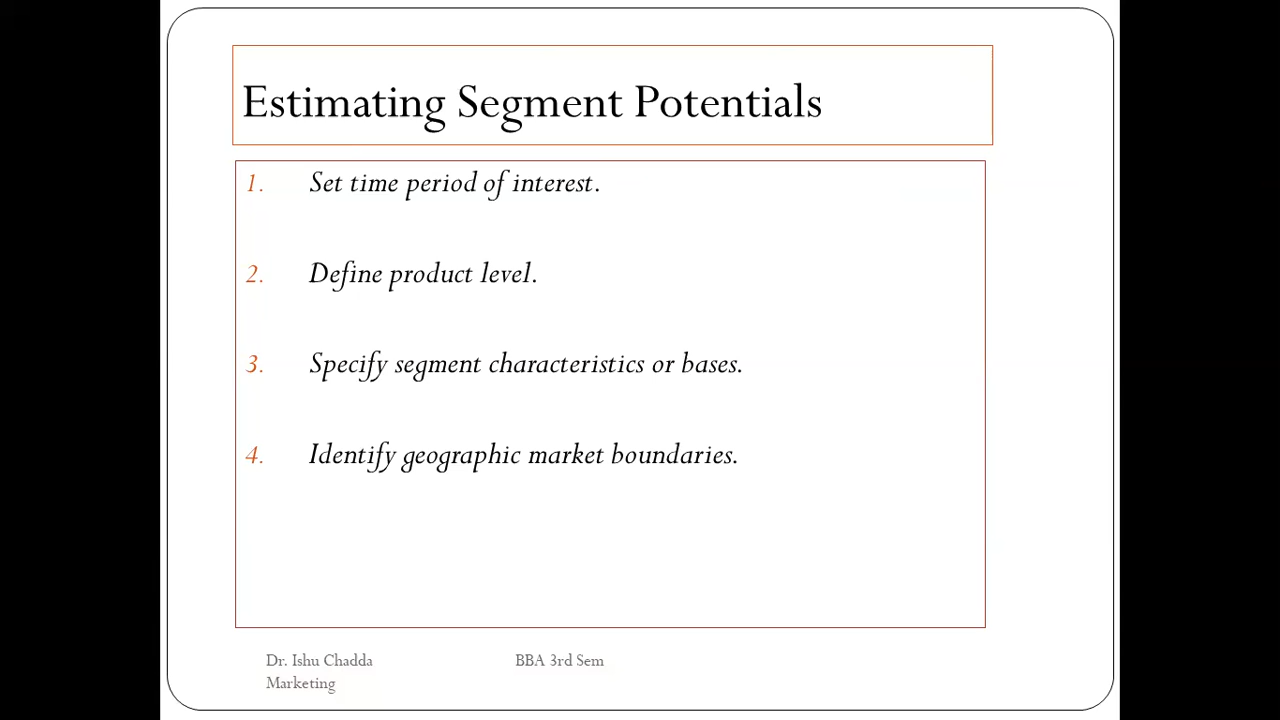 Estimating Segment Potentials
1. Set time period of interest.
2. Define product level.
3. Specify segment characteristics or bases.
4. Identify geographic market boundaries.
Dr. Ishu Chadda
Marketing
BBA 3rd Sem